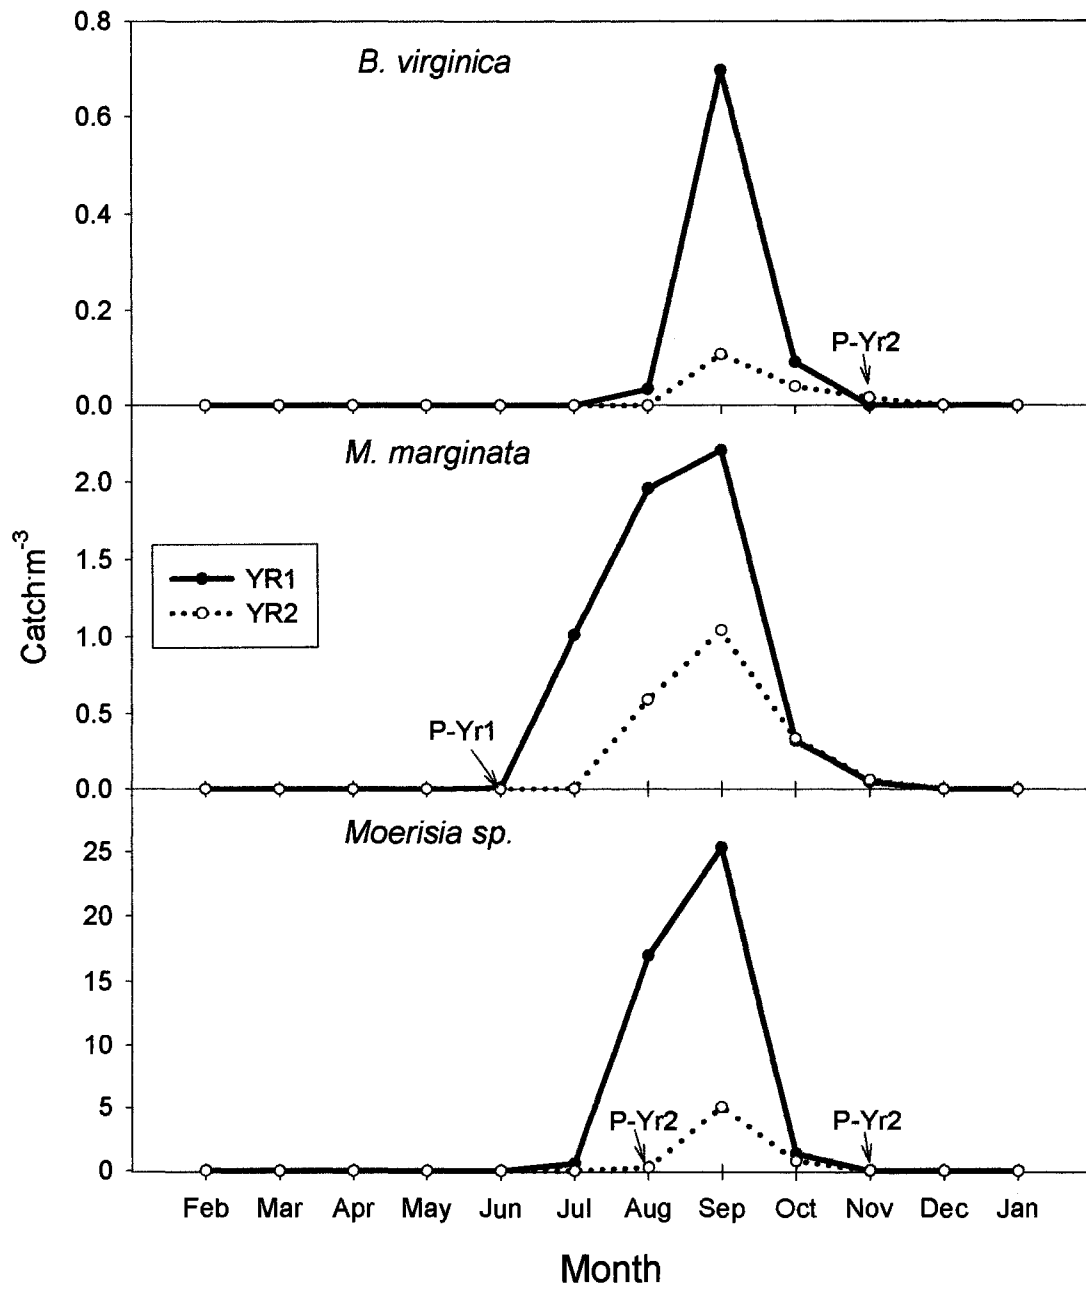 0.8
B. virginica
0.6
0.4
0.2
P-Yr2
0.0
M. marginata
2.0
1.5
YR1
YR2
1.0
Catch·m⁻³
0.5
P-Yr1
0.0
Moerisia sp.
25
20
15
10
5
P-Yr2
P-Yr2
0
Feb Mar Apr May Jun Jul Aug Sep Oct Nov Dec Jan
Month